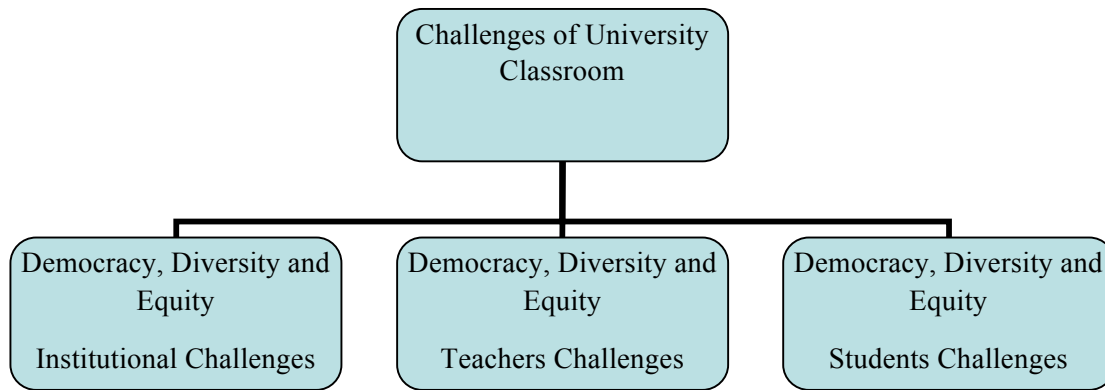 Challenges of University
Classroom
Democracy, Diversity and
Equity
Institutional Challenges
Democracy, Diversity and
Equity
Teachers Challenges
Democracy, Diversity and
Equity
Students Challenges